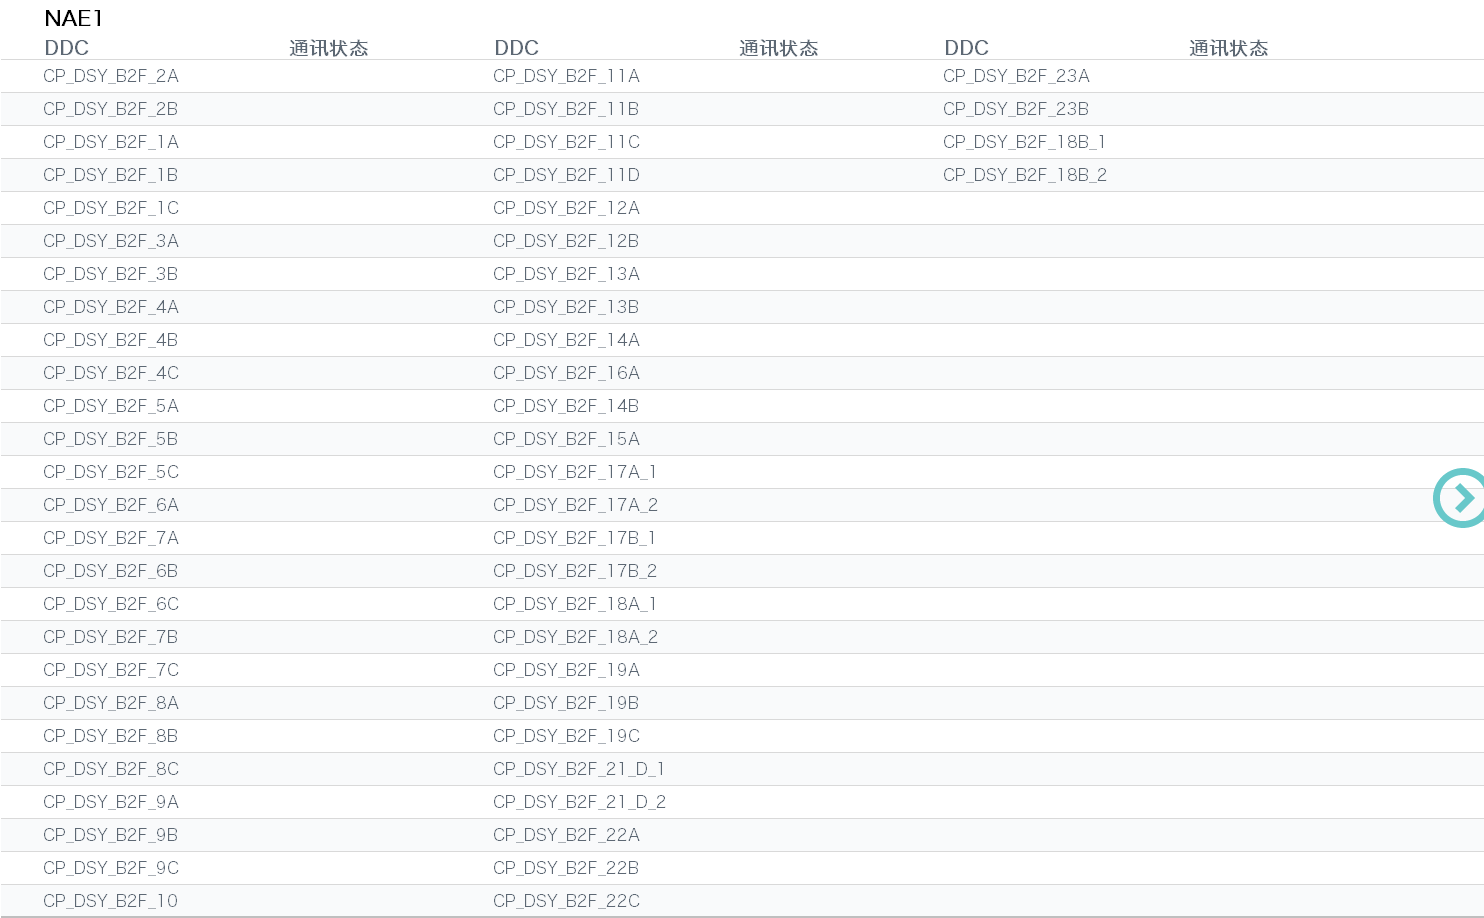 NAE1
DDC 通讯状态 DDC 通讯状态 DDC 通讯状态
CP_DSY_B2F_2A CP_DSY_B2F_11A CP_DSY_B2F_23A
CP_DSY_B2F_2B CP_DSY_B2F_11B CP_DSY_B2F_23B
CP_DSY_B2F_1A CP_DSY_B2F_11C CP_DSY_B2F_18B_1
CP_DSY_B2F_1B CP_DSY_B2F_11D CP_DSY_B2F_18B_2
CP_DSY_B2F_1C CP_DSY_B2F_12A
CP_DSY_B2F_3A CP_DSY_B2F_12B
CP_DSY_B2F_3B CP_DSY_B2F_13A
CP_DSY_B2F_4A CP_DSY_B2F_13B
CP_DSY_B2F_4B CP_DSY_B2F_14A
CP_DSY_B2F_4C CP_DSY_B2F_16A
CP_DSY_B2F_5A CP_DSY_B2F_14B
CP_DSY_B2F_5B CP_DSY_B2F_15A
CP_DSY_B2F_5C CP_DSY_B2F_17A_1
CP_DSY_B2F_6A CP_DSY_B2F_17A_2
CP_DSY_B2F_7A CP_DSY_B2F_17B_1
CP_DSY_B2F_6B CP_DSY_B2F_17B_2
CP_DSY_B2F_6C CP_DSY_B2F_18A_1
CP_DSY_B2F_7B CP_DSY_B2F_18A_2
CP_DSY_B2F_7C CP_DSY_B2F_19A
CP_DSY_B2F_8A CP_DSY_B2F_19B
CP_DSY_B2F_8B CP_DSY_B2F_19C
CP_DSY_B2F_8C CP_DSY_B2F_21_D_1
CP_DSY_B2F_9A CP_DSY_B2F_21_D_2
CP_DSY_B2F_9B CP_DSY_B2F_22A
CP_DSY_B2F_9C CP_DSY_B2F_22B
CP_DSY_B2F_10 CP_DSY_B2F_22C